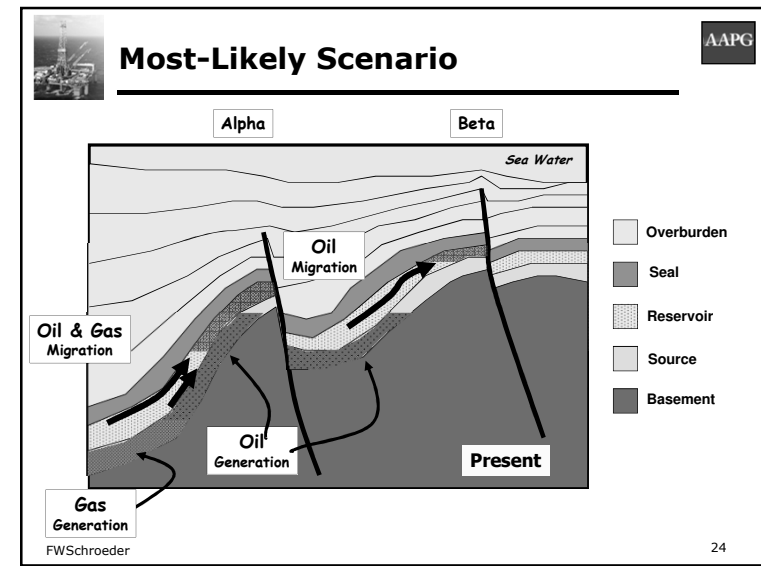 Most-Likely Scenario
AAPG
Alpha
Beta
Sea Water
Oil
Migration
Oil & Gas
Migration
Oil
Generation
Gas
Generation
Present
Overburden
Seal
Reservoir
Source
Basement
FWSchroeder
24